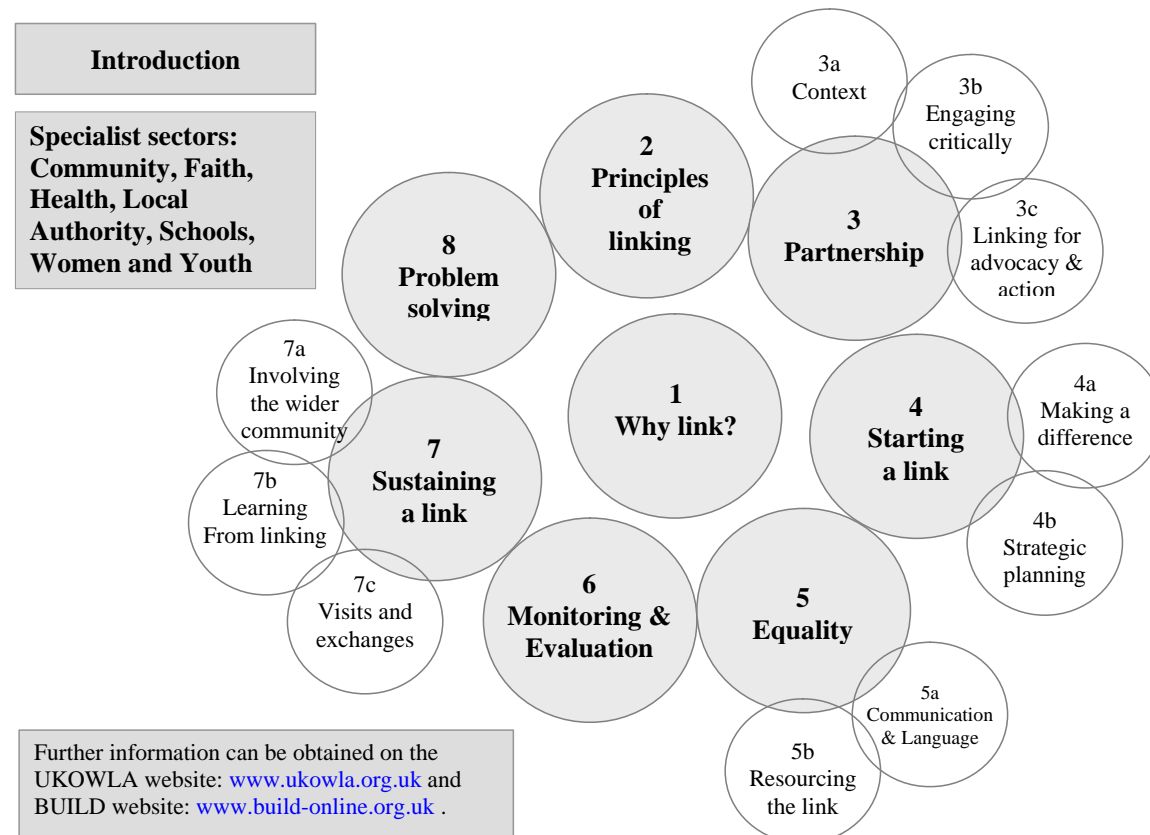 Introduction
Specialist sectors:
Community, Faith,
Health, Local
Authority, Schools,
Women and Youth
1
Why link?
2
Principles
of
linking
3
Partnership
3a
Context
3b
Engaging
critically
3c
Linking for
advocacy &
action
4
Starting
a link
4a
Making a
difference
4b
Strategic
planning
5
Equality
5a
Communication
& Language
5b
Resourcing
the link
6
Monitoring &
Evaluation
7
Sustaining
a link
7a
Involving
the wider
community
7b
Learning
From linking
7c
Visits and
exchanges
8
Problem
solving
Further information can be obtained on the
UKOWLA website: www.ukowla.org.uk and
BUILD website: www.build-online.org.uk .